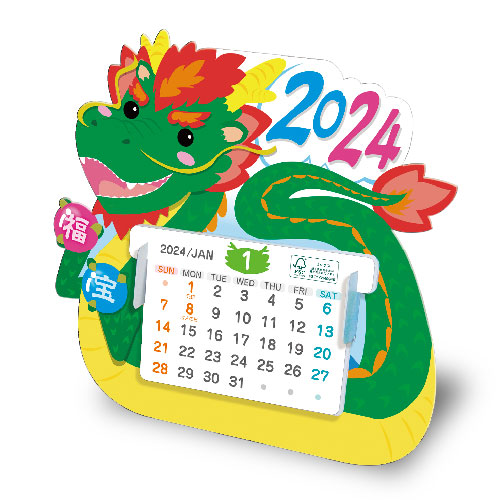 2024
福
宝
2024/JAN 1
FSC
SUN MON TUE WED THU FRI SAT
1 2 3 4 5 6
7 8 9 10 11 12 13
14 15 16 17 18 19 20
21 22 23 24 25 26 27
28 29 30 31